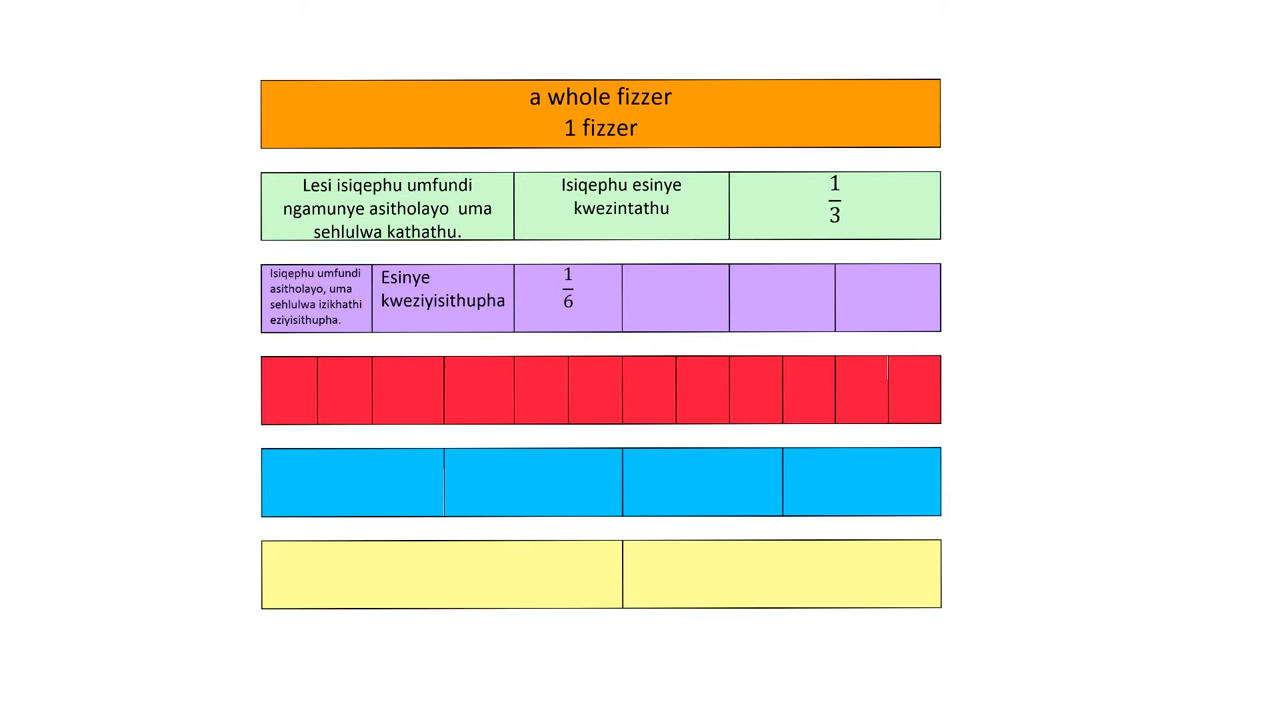 a whole fizzer
1 fizzer
Lesi isiqephu umfundi
ngamunye asitholayo uma
sehlulwa kathathu.
Isiqephu esinye
kwezintathu
1
3
Isiqephu umfundi
asitholayo, uma
sehlulwa izikhathi
eziyisithupha.
Esinye
kweziyisithupha
1
6